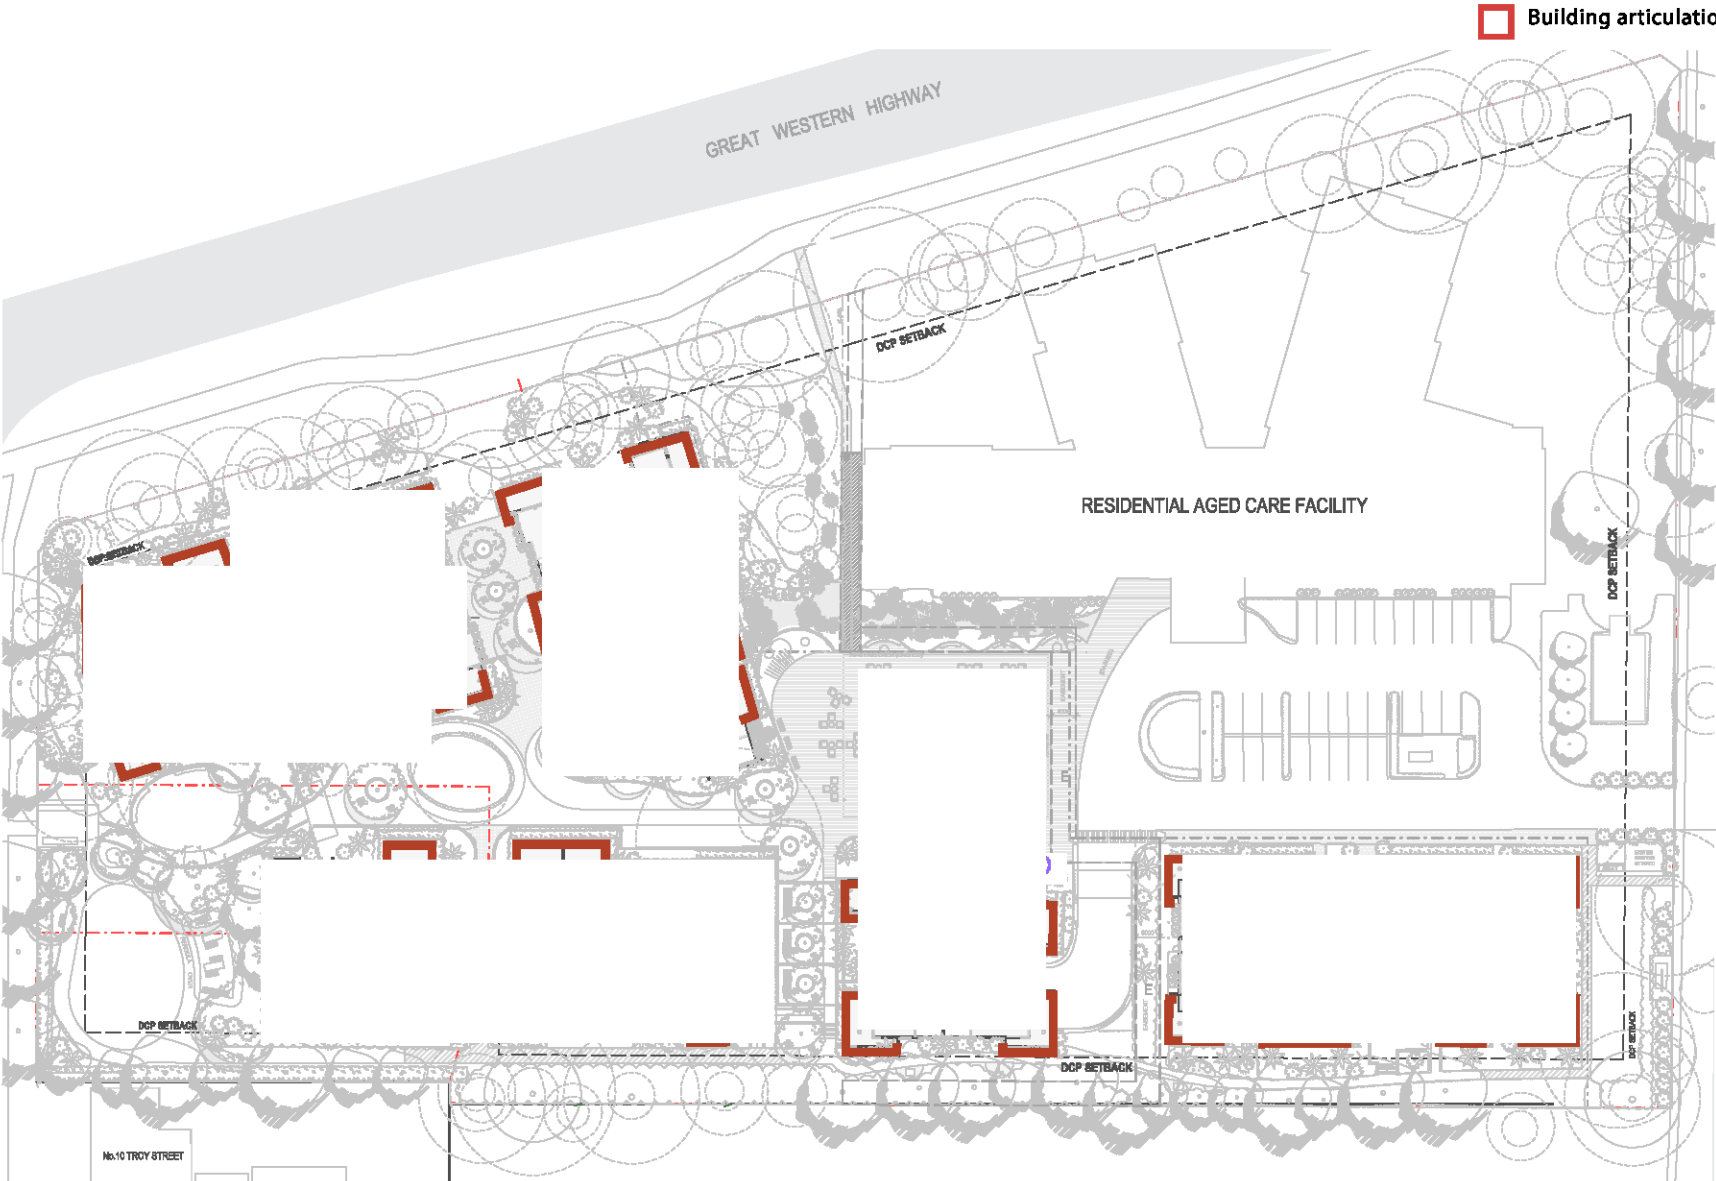 Building articulatio
GREAT WESTERN HIGHWAY
DCP SETBACK
RESIDENTIAL AGED CARE FACILITY
DCP SETBACK
DCP SETBACK
DCP SETBACK
DCP SETBACK
DCP SETBACK
No.10 TROY STREET